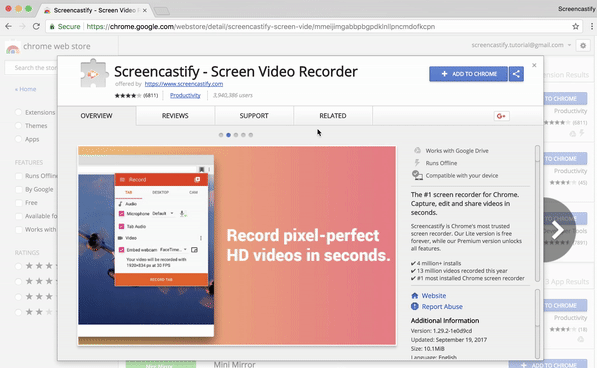 Screencastify - Screen Video R
Screencastify
Secure
https://chrome.google.com/webstore/detail/screencastify-screen-vide/mmeijimgabbpbgpdklnllpncmdofkcpn
chrome web store
screencast.tutorial@gmail.com
Search the store
« Home
Extensions
Themes
Apps
FEATURES
Runs Offline
By Google
Free
Available fo
Works with
RATINGS
Screencastify - Screen Video Recorder
offered by https://www.screencastify.com
(6811)
Productivity
3,940,386 users
+ ADD TO CHROME
OVERVIEW
REVIEWS
SUPPORT
RELATED
G+
Record
TAB
DESKTOP
CAM
Audio
Microphone
Default
Tab Audio
Video
Embed webcam
FaceTime...
Your video will be recorded with
1920x1084 px at 30 FPS
RECORD TAB
Record pixel-perfect
HD videos in seconds.
Works with Google Drive
Runs Offline
Compatible with your device
The #1 screen recorder for Chrome.
Capture, edit and share videos in
seconds.
Screencastify is Chrome's most trusted
screen recorder. Our Lite version is free
forever, while our Premium version unlocks
all features.
✔ 4 million+ installs
✔ 13 million videos recorded this year
✔ #1 most installed Chrome screen recorder
Website
Report Abuse
Additional Information
Version: 1.29.2-1e0d9cd
Updated: September 19, 2017
Size: 10.1MiB
Language: English
ension Results
TO CHROME
Productivity
(6811)
TO CHROME
Productivity
(45)
TO CHROME
3 App Results
TO CHROME
Productivity
(18)
Mini Mirror
+ ADD TO CHROME